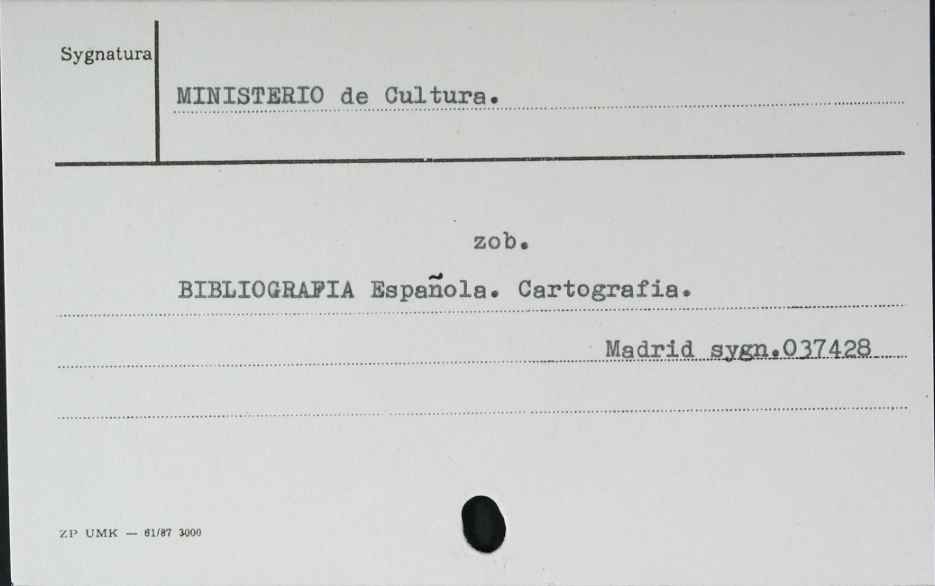 Sygnatura
MINISTERIO de Cultura.
zob.
BIBLIOGRAFIA Española. Cartografia.
Madrid sygn.037428
ZP UMK — 61/87 3000